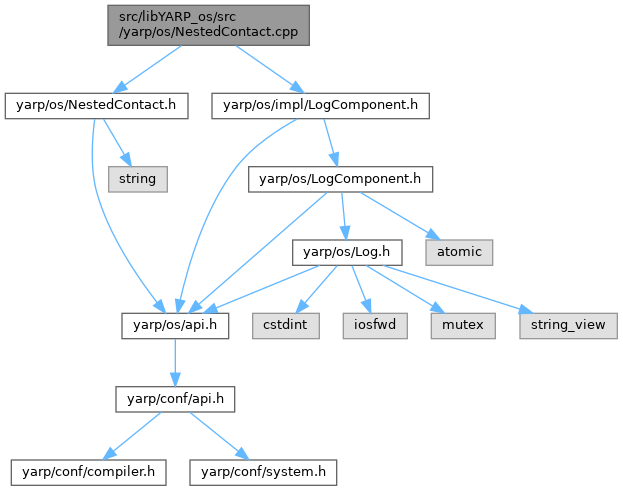 src/libYARP_os/src
/yarp/os/NestedContact.cpp
yarp/os/NestedContact.h
yarp/os/impl/LogComponent.h
string
yarp/os/LogComponent.h
yarp/os/Log.h
atomic
yarp/os/api.h
cstdint
iosfwd
mutex
string_view
yarp/conf/api.h
yarp/conf/compiler.h
yarp/conf/system.h